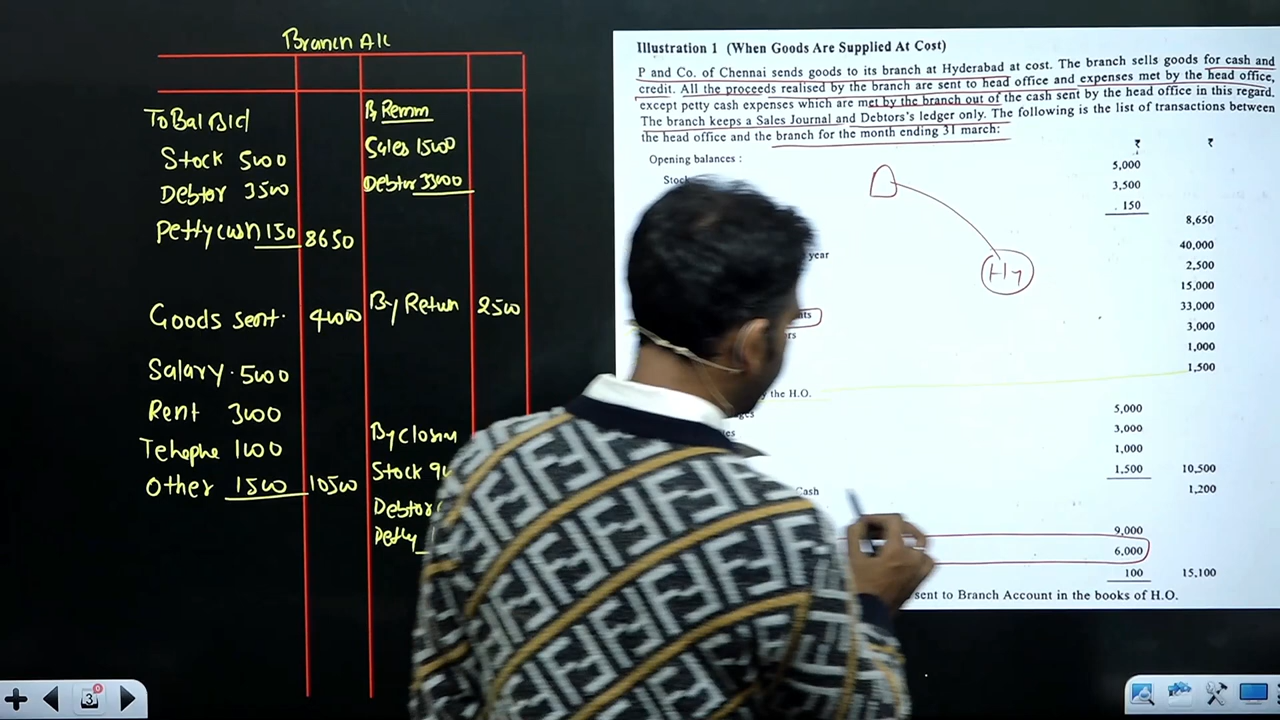 Branch A/c
To Bal B/d
Stock 5000
Debtor 3500
Petty cash 150 8650
Goods sent. 40000
Salary. 5000
Rent 3000
Telephe 1000
Other 1500 10500
By Remm
Sales 15000
Debtor 33000
By Return 2500
By Closin
Stock 9
Debtor
Petty
Illustration 1 (When Goods Are Supplied At Cost)
P and Co. of Chennai sends goods to its branch at Hyderabad at cost. The branch sells goods for cash and
credit. All the proceeds realised by the branch are sent to head office and expenses met by the head office,
except petty cash expenses which are met by the branch out of the cash sent by the head office in this regard.
The branch keeps a Sales Journal and Debtors's ledger only. The following is the list of transactions between
the head office and the branch for the month ending 31 march:
₹ ₹
Opening balances :
5,000
3,500
150
8,650
Hy
year 40,000
2,500
15,000
33,000
3,000
1,000
1,500
by the H.O.
5,000
3,000
1,000
1,500 10,500
Cash 1,200
9,000
6,000
100 15,100
sent to Branch Account in the books of H.O.
3